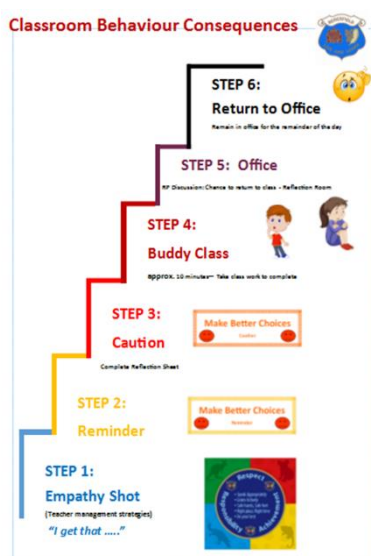 Classroom Behaviour Consequences
STEP 6:
Return to Office
Remain in office for the remainder of the day
STEP 5: Office
RP Discussion: Chance to return to class - Reflection Room
STEP 4:
Buddy Class
approx. 10 minutes– Take class work to complete
STEP 3:
Caution
Complete Reflection Sheet
Make Better Choices
Caution
STEP 2:
Reminder
Make Better Choices
Reminder
STEP 1:
Empathy Shot
(Teacher management strategies)
"I get that ....."
Respect
Responsibility
Achievement